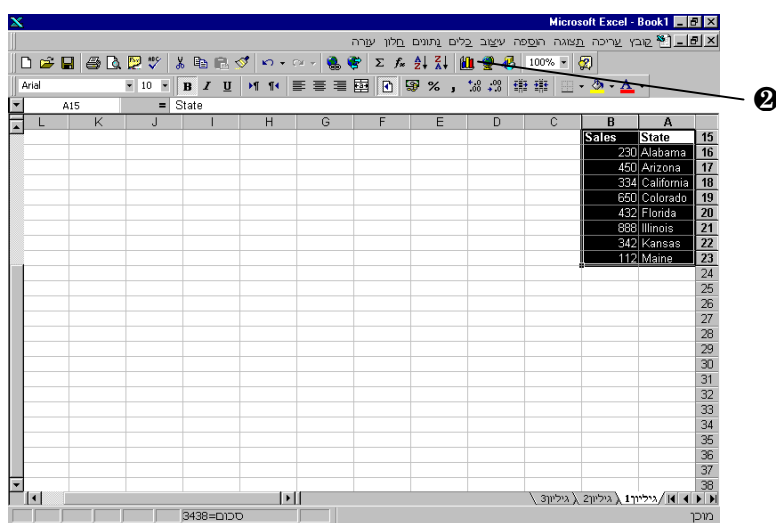 Microsoft Excel - Book1
קובץ עריכה תצוגה הוספה עיצוב כלים נתונים חלון עזרה
100%
Arial 10 B I U % ,
A15 = State
L K J I H G F E D C B A
Sales State 15
230 Alabama 16
450 Arizona 17
334 California 18
650 Colorado 19
432 Florida 20
888 Illinois 21
342 Kansas 22
112 Maine 23
24
25
26
27
28
29
30
31
32
33
34
35
36
37
38
גיליון1 גיליון2 גיליון3
מוכן סכום=3438
2